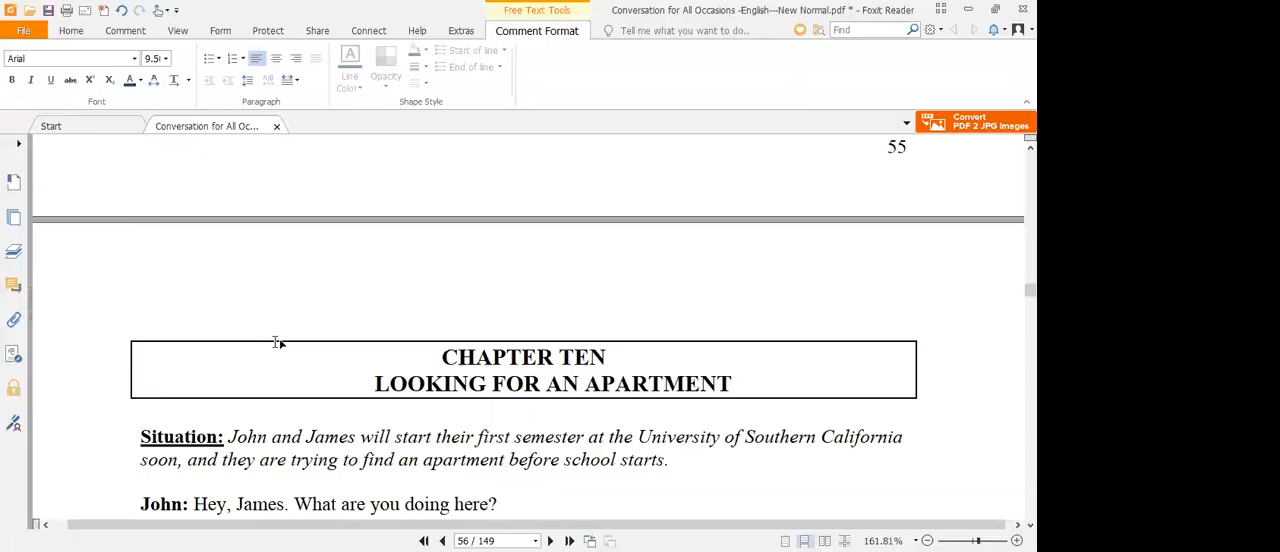 Free Text Tools
Conversation for All Occasions -English---New Normal.pdf * - Foxit Reader
File Home Comment View Form Protect Share Connect Help Extras Comment Format Tell me what you want to do.. Find
Arial 9.5 Line Color Opacity Start of line
End of line
B I U abc X² X₂ A A T
Font Paragraph Shape Style
Start Conversation for All Oc... Convert
PDF 2 JPG Images
55
CHAPTER TEN
LOOKING FOR AN APARTMENT
Situation: John and James will start their first semester at the University of Southern California
soon, and they are trying to find an apartment before school starts.
John: Hey, James. What are you doing here?
56 / 149 161.81%